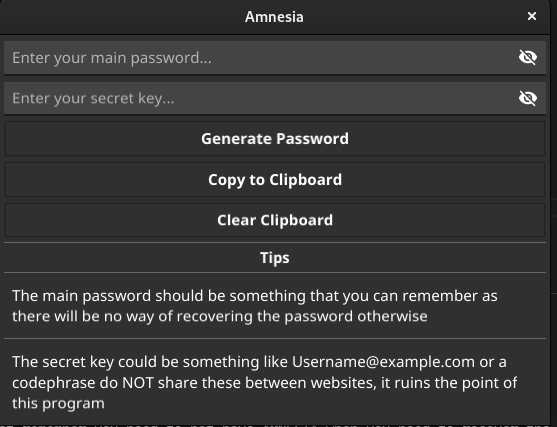 Amnesia
Enter your main password...
Enter your secret key...
Generate Password
Copy to Clipboard
Clear Clipboard
Tips
The main password should be something that you can remember as
there will be no way of recovering the password otherwise
The secret key could be something like Username@example.com or a
codephrase do NOT share these between websites, it ruins the point of
this program